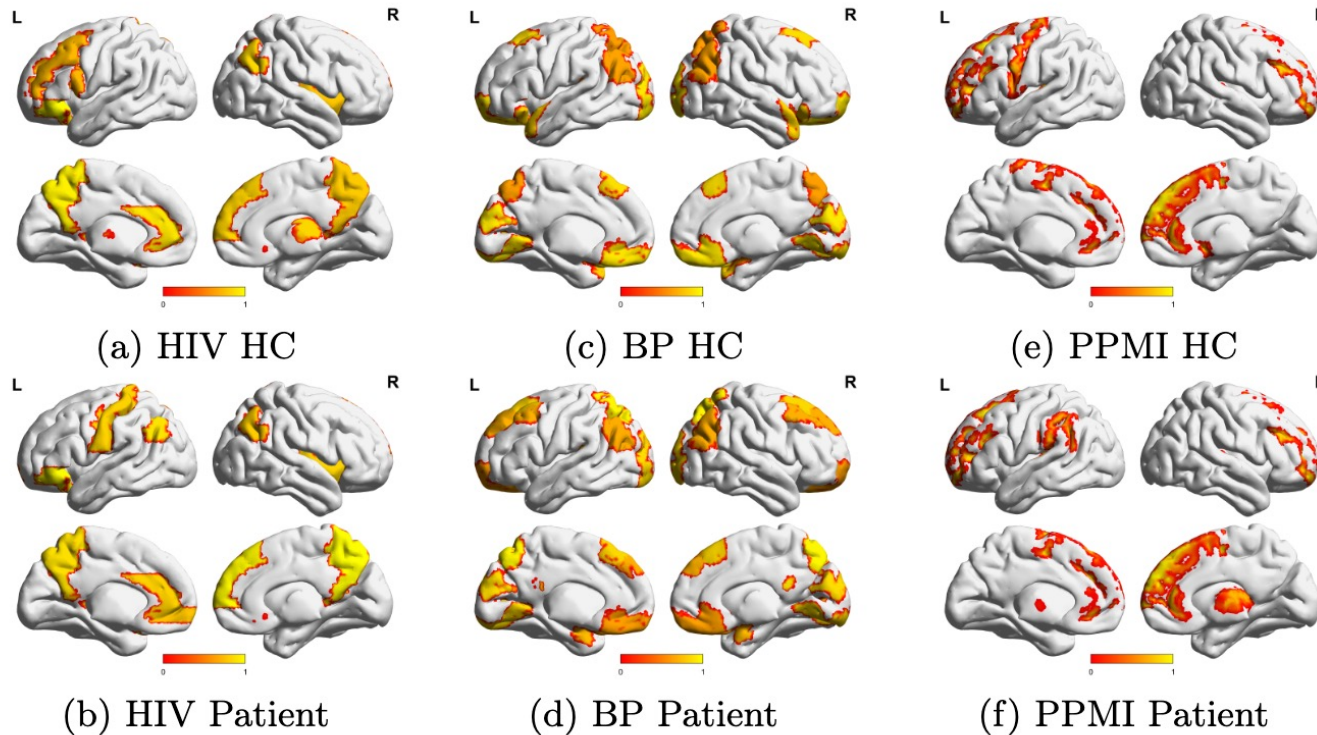 L R L R L
0 1 0 1 0 1
(a) HIV HC (c) BP HC (e) PPMI HC
L R L R L
0 1 0 1 0 1
(b) HIV Patient (d) BP Patient (f) PPMI Patient